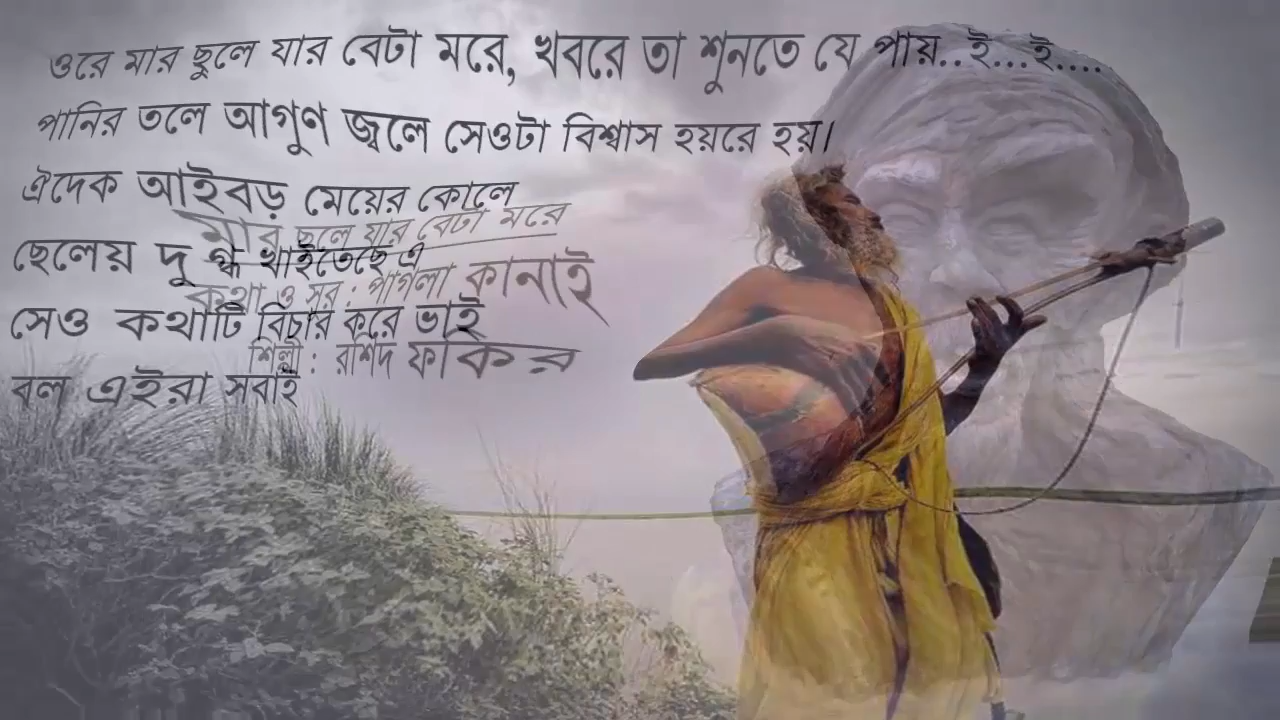 ওরে মার ছুলে যার বেটা মরে, খবরে তা শুনতে যে পায়..ই...ই....
পানির তলে আগুণ জ্বলে সেওটা বিশ্বাস হয়রে হয়।
ঐদেক আইবড় মেয়ের কোলে
মার ছলে যার বেটা মরে
ছেলেয় দু গ্ধ খাইতেছে এ
কথা ও সুর : পাগলা কানাই
সেও কথাটি বিচার করে ভাই
শিল্পী : রশিদ ফকির
বল এইরা সবাই